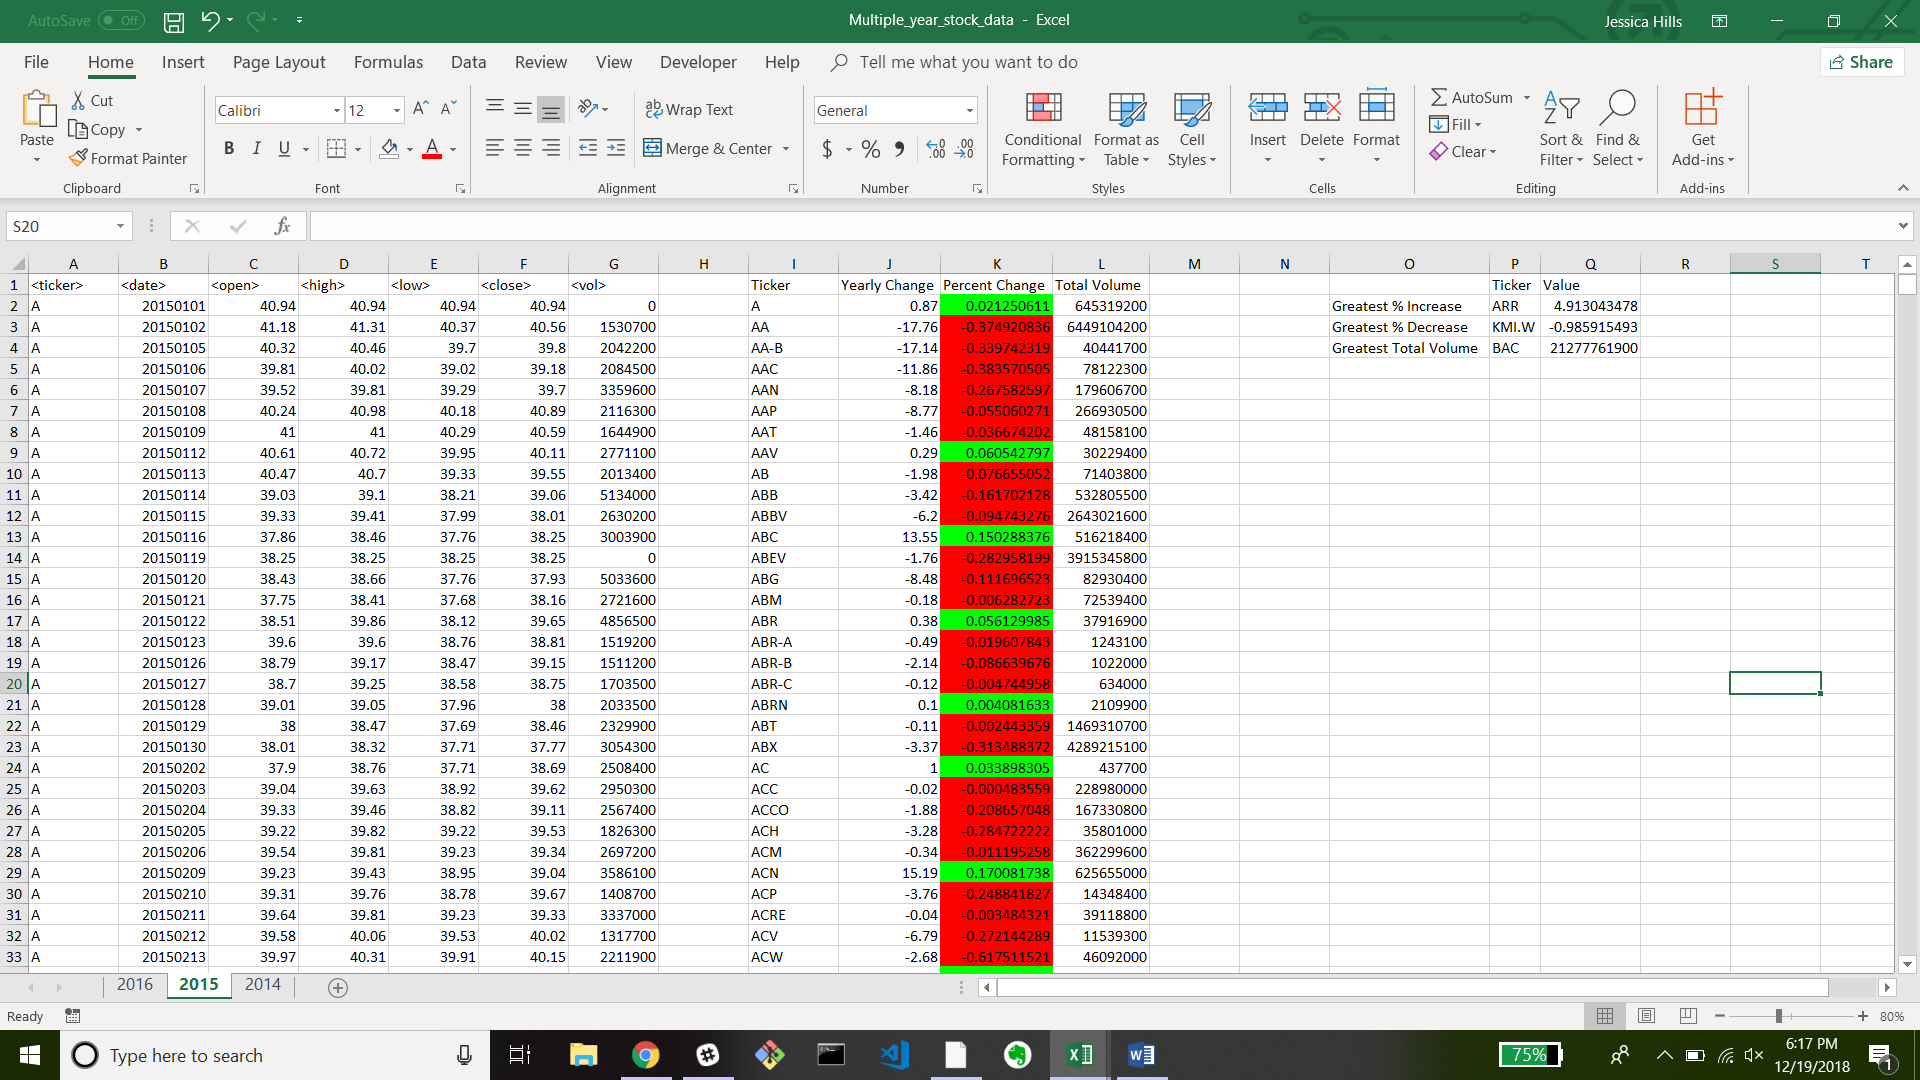 AutoSave Off Multiple_year_stock_data - Excel Jessica Hills
File Home Insert Page Layout Formulas Data Review View Developer Help Tell me what you want to do Share
Paste Cut Copy Format Painter Clipboard
Calibri 12 B I U A Font
Wrap Text Merge & Center Alignment
General $ % Number
Conditional Formatting Format as Table Cell Styles Styles
Insert Delete Format Cells
AutoSum Fill Clear Sort & Filter Find & Select Editing
Get Add-ins Add-ins
S20 fx
A B C D E F G H I J K L M N O P Q R S T
1 <ticker> <date> <open> <high> <low> <close> <vol> Ticker Yearly Change Percent Change Total Volume Ticker Value
2 A 20150101 40.94 40.94 40.94 40.94 0 A 0.87 0.021250611 645319200 Greatest % Increase ARR 4.913043478
3 A 20150102 41.18 41.31 40.37 40.56 1530700 AA -17.76 -0.374920836 6449104200 Greatest % Decrease KMI.W -0.985915493
4 A 20150105 40.32 40.46 39.7 39.8 2042200 AA-B -17.14 -0.339742319 40441700 Greatest Total Volume BAC 21277761900
5 A 20150106 39.81 40.02 39.02 39.18 2084500 AAC -11.86 -0.383570505 78122300
6 A 20150107 39.52 39.81 39.29 39.7 3359600 AAN -8.18 -0.267582597 179606700
7 A 20150108 40.24 40.98 40.18 40.89 2116300 AAP -8.77 -0.055060271 266930500
8 A 20150109 41 41 40.29 40.59 1644900 AAT -1.46 -0.036674202 48158100
9 A 20150112 40.61 40.72 39.95 40.11 2771100 AAV 0.29 0.060542797 30229400
10 A 20150113 40.47 40.7 39.33 39.55 2013400 AB -1.98 -0.076655052 71403800
11 A 20150114 39.03 39.1 38.21 39.06 5134000 ABB -3.42 -0.161702128 532805500
12 A 20150115 39.33 39.41 37.99 38.01 2630200 ABBV -6.2 -0.094743276 2643021600
13 A 20150116 37.86 38.46 37.76 38.25 3003900 ABC 13.55 0.150288376 516218400
14 A 20150119 38.25 38.25 38.25 38.25 0 ABEV -1.76 -0.282958199 3915345800
15 A 20150120 38.43 38.66 37.76 37.93 5033600 ABG -8.48 -0.111696523 82930400
16 A 20150121 37.75 38.41 37.68 38.16 2721600 ABM -0.18 -0.006282723 72539400
17 A 20150122 38.51 39.86 38.12 39.65 4856500 ABR 0.38 0.056129985 37916900
18 A 20150123 39.6 39.6 38.76 38.81 1519200 ABR-A -0.49 -0.019607843 1243100
19 A 20150126 38.79 39.17 38.47 39.15 1511200 ABR-B -2.14 -0.086639676 1022000
20 A 20150127 38.7 39.25 38.58 38.75 1703500 ABR-C -0.12 -0.004744958 634000
21 A 20150128 39.01 39.05 37.96 38 2033500 ABRN 0.1 0.004081633 2109900
22 A 20150129 38 38.47 37.69 38.46 2329900 ABT -0.11 -0.002443359 1469310700
23 A 20150130 38.01 38.32 37.71 37.77 3054300 ABX -3.37 -0.313488372 4289215100
24 A 20150202 37.9 38.76 37.71 38.69 2508400 AC 1 0.033898305 437700
25 A 20150203 39.04 39.63 38.92 39.62 2950300 ACC -0.02 -0.000483559 228980000
26 A 20150204 39.33 39.46 38.82 39.11 2567400 ACCO -1.88 -0.208657048 167330800
27 A 20150205 39.22 39.82 39.22 39.53 1826300 ACH -3.28 -0.284722222 35801000
28 A 20150206 39.54 39.81 39.23 39.34 2697200 ACM -0.34 -0.011195258 362299600
29 A 20150209 39.23 39.43 38.95 39.04 3586100 ACN 15.19 0.170081738 625655000
30 A 20150210 39.31 39.76 38.78 39.67 1408700 ACP -3.76 -0.248841827 14348400
31 A 20150211 39.64 39.81 39.23 39.33 3337000 ACRE -0.04 -0.003484321 39118800
32 A 20150212 39.58 40.06 39.53 40.02 1317700 ACV -6.79 -0.272144289 11539300
33 A 20150213 39.97 40.31 39.91 40.15 2211900 ACW -2.68 -0.617511521 46092000
2016 2015 2014
Ready 80%
Type here to search 75% 6:17 PM
12/19/2018 1